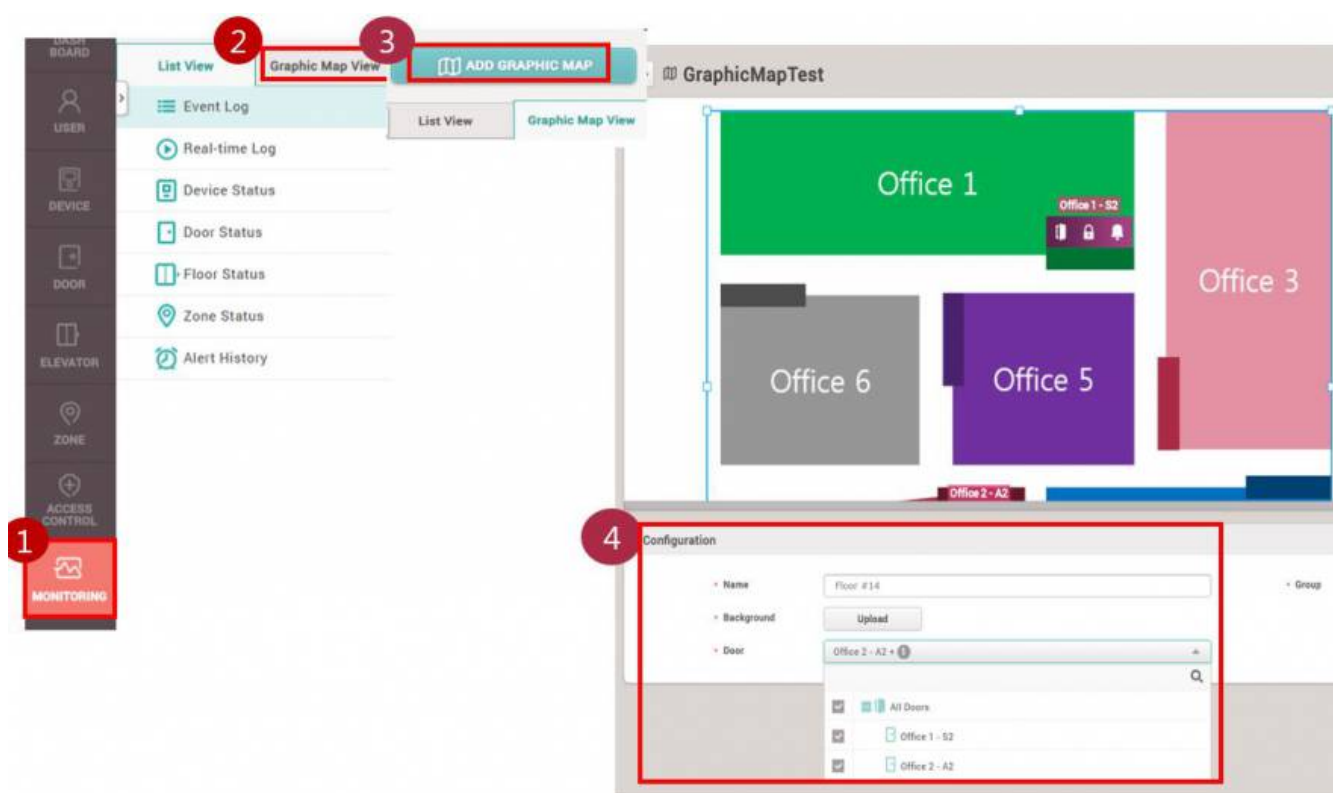 DASH
BOARD
USER
DEVICE
DOOR
ELEVATOR
ZONE
ACCESS
CONTROL
1
MONITORING
2
List View
Graphic Map View
Event Log
Real-time Log
Device Status
Door Status
Floor Status
Zone Status
Alert History
3
ADD GRAPHIC MAP
List View
Graphic Map View
GraphicMapTest
Office 1
Office 1 - S2
Office 3
Office 6
Office 5
Office 2 - A2
4
Configuration
• Name
Floor #14
• Group
• Background
Upload
• Door
Office 2 - A2 + 1
All Doors
Office 1 - S2
Office 2 - A2